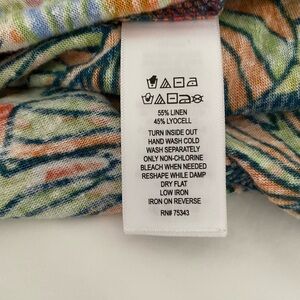 55% LINEN
45% LYOCELL
TURN INSIDE OUT
HAND WASH COLD
WASH SEPARATELY
ONLY NON-CHLORINE
BLEACH WHEN NEEDED
RESHAPE WHILE DAMP
DRY FLAT
LOW IRON
IRON ON REVERSE
RN# 75343